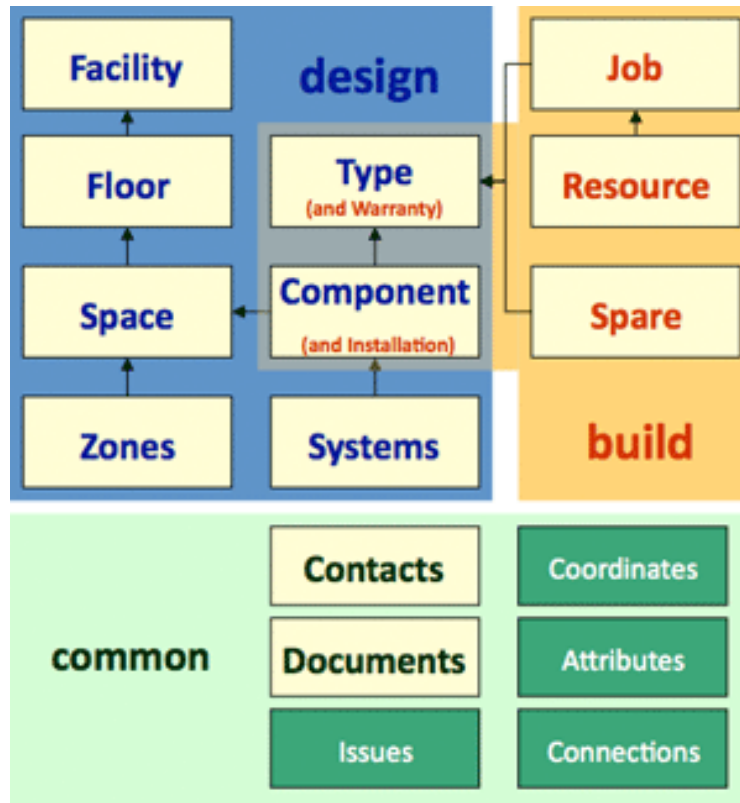 Facility
design
Job
Floor
Type
(and Warranty)
Resource
Space
Component
(and Installation)
Spare
Zones
Systems
build
common
Contacts
Coordinates
Documents
Attributes
Issues
Connections